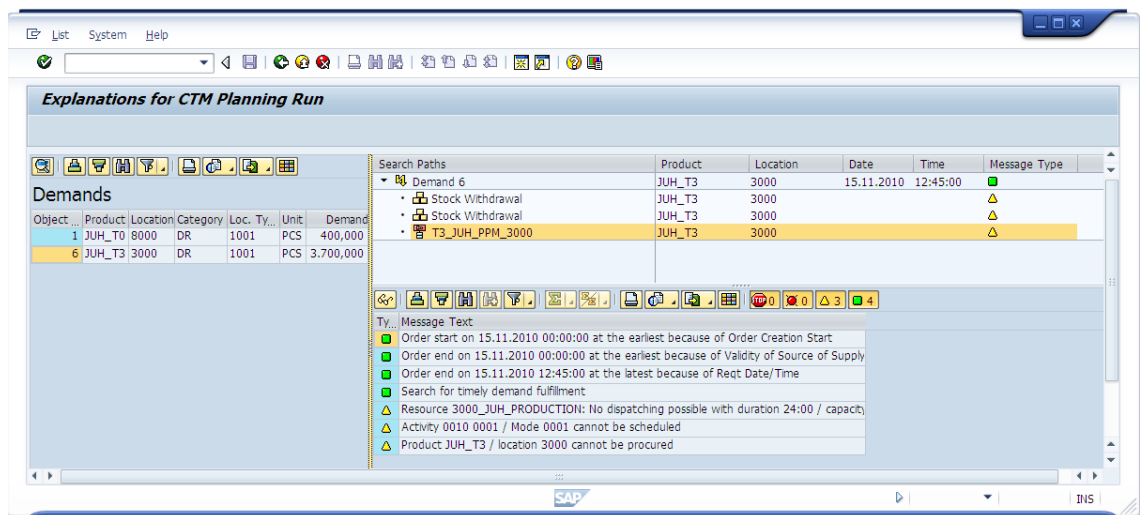 List System Help
Explanations for CTM Planning Run
Demands
Object ... Product Location Category Loc. Ty... Unit Demand
1 JUH_T0 8000 DR 1001 PCS 400,000
6 JUH_T3 3000 DR 1001 PCS 3.700,000
Search Paths Product Location Date Time Message Type
Demand 6 JUH_T3 3000 15.11.2010 12:45:00
Stock Withdrawal JUH_T3 3000
Stock Withdrawal JUH_T3 3000
T3_JUH_PPM_3000 JUH_T3 3000
STOP 0 0 3 4
Ty... Message Text
Order start on 15.11.2010 00:00:00 at the earliest because of Order Creation Start
Order end on 15.11.2010 00:00:00 at the earliest because of Validity of Source of Supply
Order end on 15.11.2010 12:45:00 at the latest because of Reqt Date/Time
Search for timely demand fulfillment
Resource 3000_JUH_PRODUCTION: No dispatching possible with duration 24:00 / capacity
Activity 0010 0001 / Mode 0001 cannot be scheduled
Product JUH_T3 / location 3000 cannot be procured
SAP INS